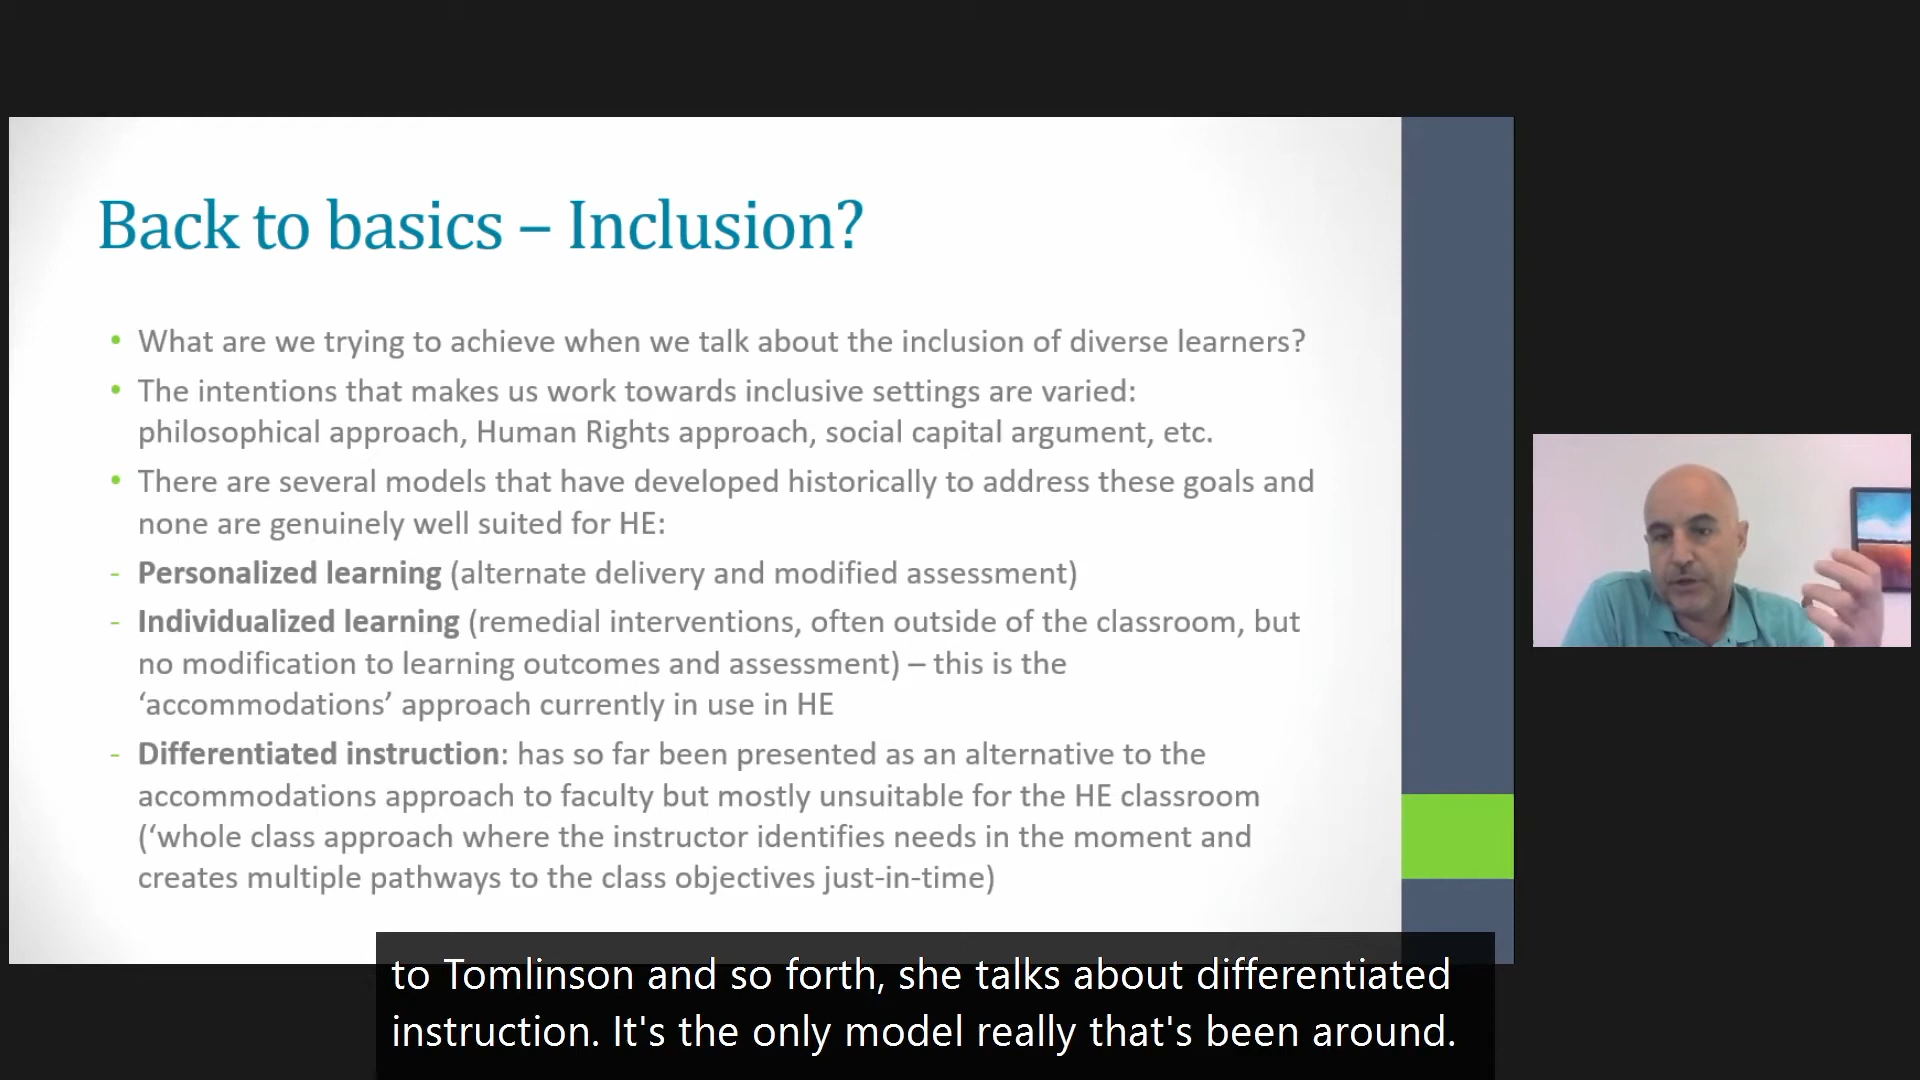 Back to basics – Inclusion?
• What are we trying to achieve when we talk about the inclusion of diverse learners?
• The intentions that makes us work towards inclusive settings are varied:
philosophical approach, Human Rights approach, social capital argument, etc.
• There are several models that have developed historically to address these goals and
none are genuinely well suited for HE:
- Personalized learning (alternate delivery and modified assessment)
- Individualized learning (remedial interventions, often outside of the classroom, but
no modification to learning outcomes and assessment) – this is the
‘accommodations’ approach currently in use in HE
- Differentiated instruction: has so far been presented as an alternative to the
accommodations approach to faculty but mostly unsuitable for the HE classroom
(‘whole class approach where the instructor identifies needs in the moment and
creates multiple pathways to the class objectives just-in-time)
to Tomlinson and so forth, she talks about differentiated
instruction. It's the only model really that's been around.